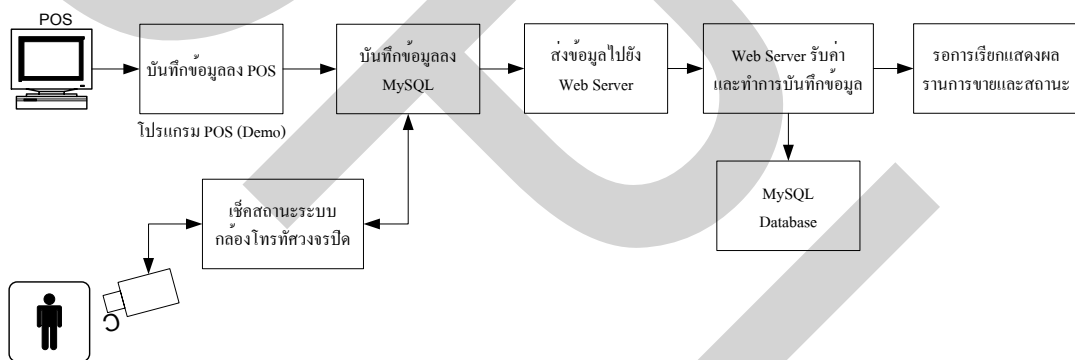 POS
บันทึกข้อมูลลง POS
โปรแกรม POS (Demo)
บันทึกข้อมูลลง
MySQL
ส่งข้อมูลไปยัง
Web Server
Web Server รับค่า
และทำการบันทึกข้อมูล
รอการเรียกแสดงผล
รานการขายและสถานะ
MySQL
Database
เช็คสถานะระบบ
กล้องโทรทัศวงจรปิด